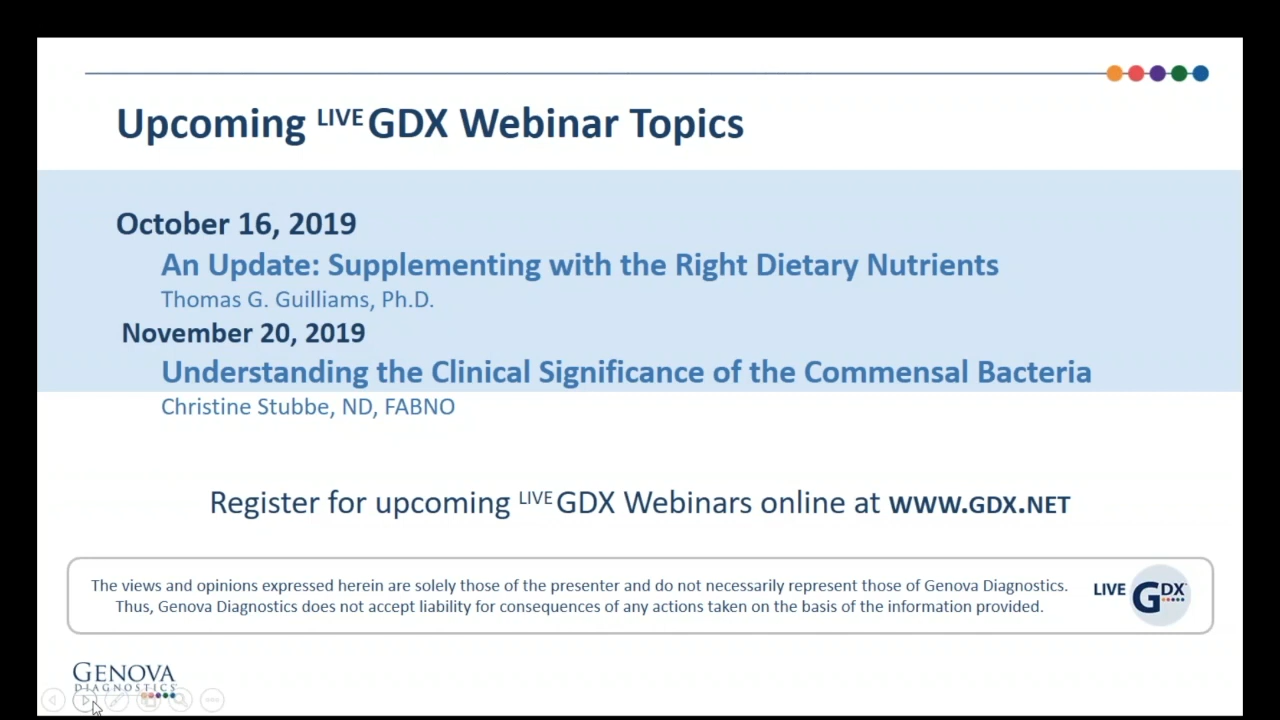 Upcoming LIVE GDX Webinar Topics
October 16, 2019
An Update: Supplementing with the Right Dietary Nutrients
Thomas G. Guilliams, Ph.D.
November 20, 2019
Understanding the Clinical Significance of the Commensal Bacteria
Christine Stubbe, ND, FABNO
Register for upcoming LIVE GDX Webinars online at WWW.GDX.NET
The views and opinions expressed herein are solely those of the presenter and do not necessarily represent those of Genova Diagnostics.
Thus, Genova Diagnostics does not accept liability for consequences of any actions taken on the basis of the information provided.
LIVE GDX
GENOVA
DIAGNOSTICS